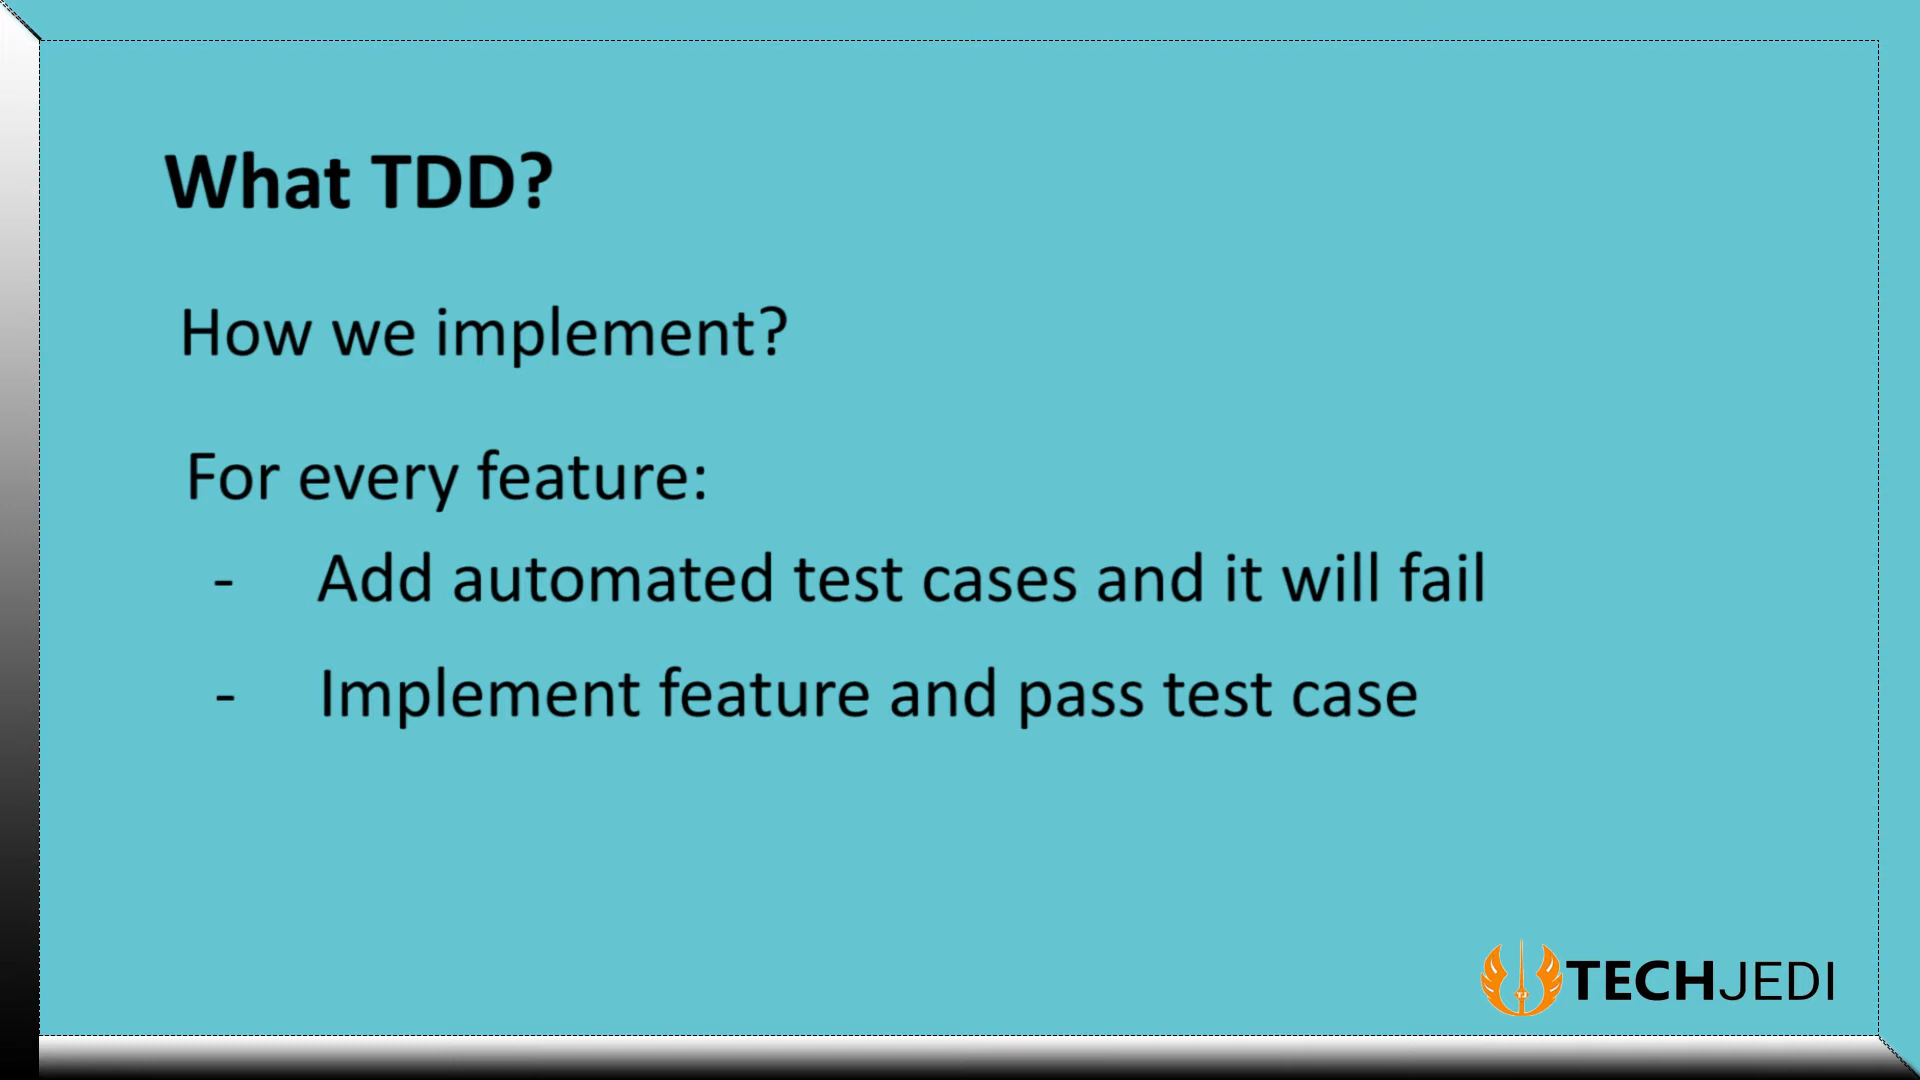 What TDD?
How we implement?
For every feature:
- Add automated test cases and it will fail
- Implement feature and pass test case
TECHJEDI